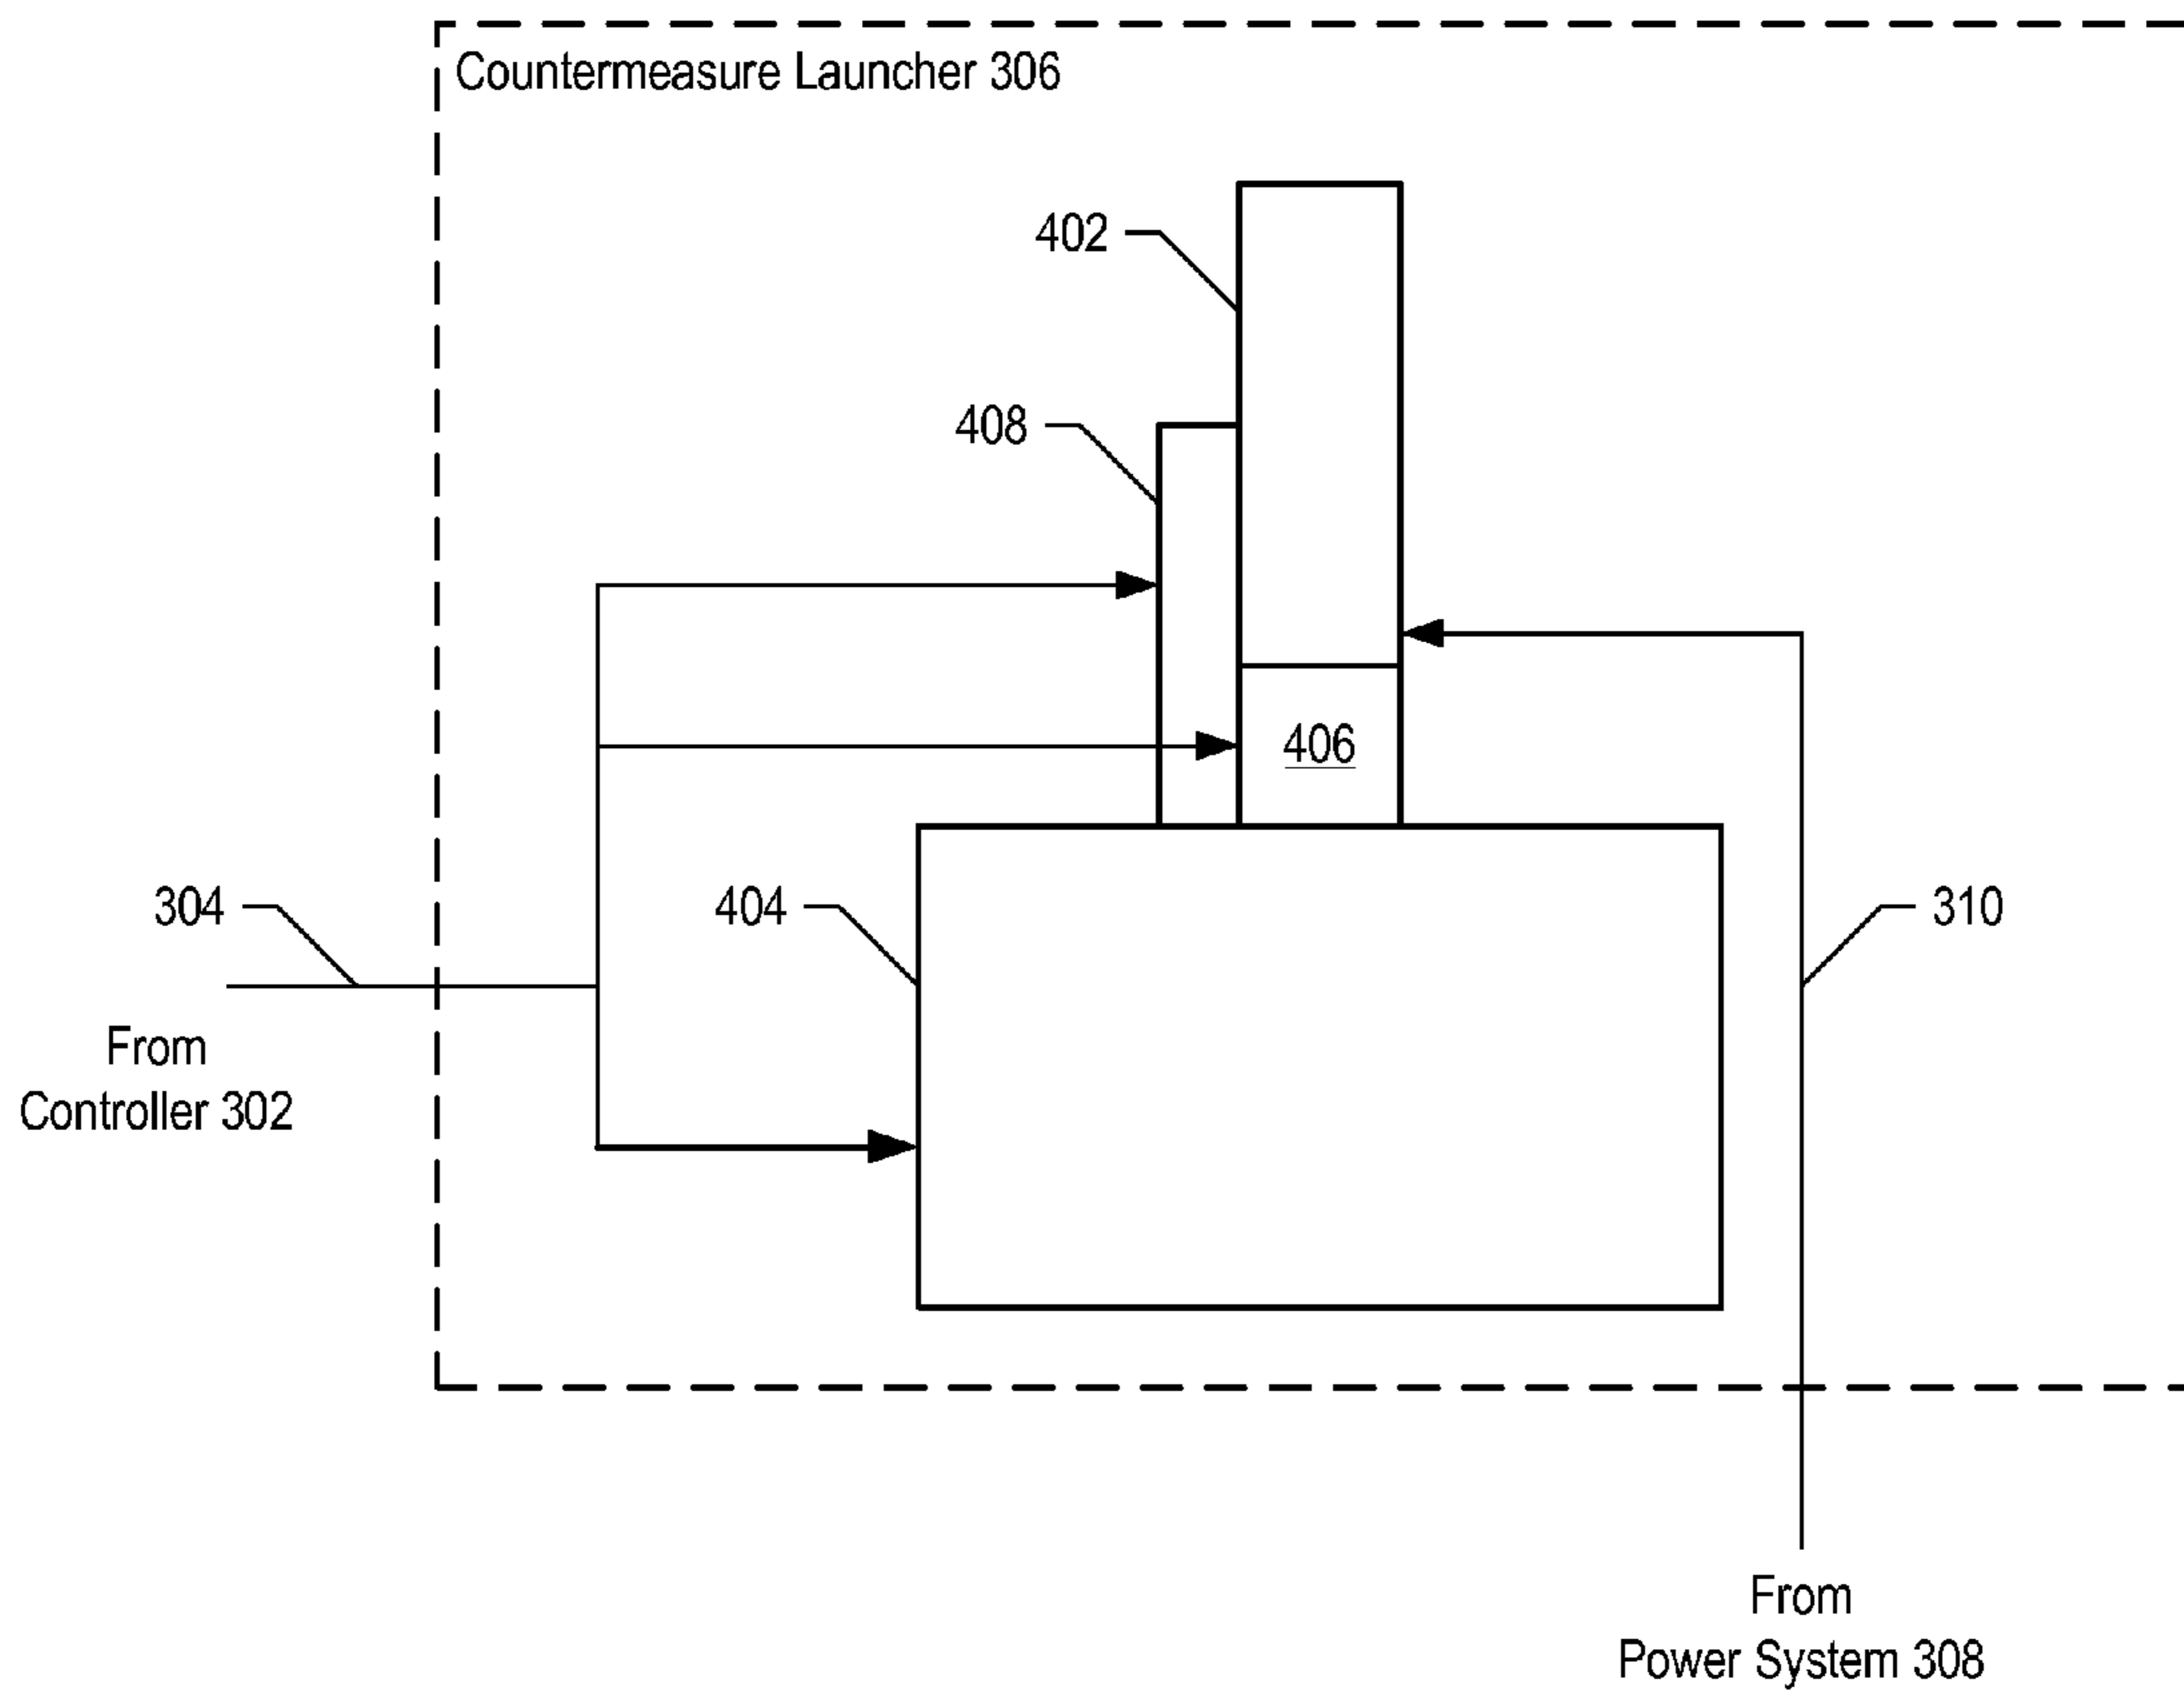 Countermeasure Launcher 306
402
408
406
304
404
310
From
Controller 302
From
Power System 308